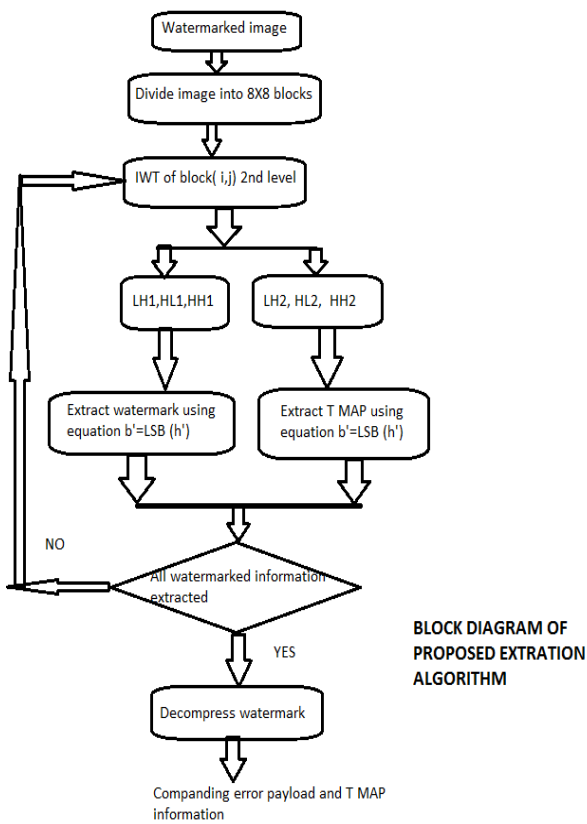 Watermarked image
Divide image into 8X8 blocks
IWT of block( i,j) 2nd level
LH1,HL1,HH1
LH2, HL2,  HH2
Extract watermark using
equation b'=LSB (h')
Extract T MAP using
equation b'=LSB (h')
NO
All watermarked information
extracted
YES
BLOCK DIAGRAM OF
PROPOSED EXTRATION
ALGORITHM
Decompress watermark
Companding error payload and T MAP
information